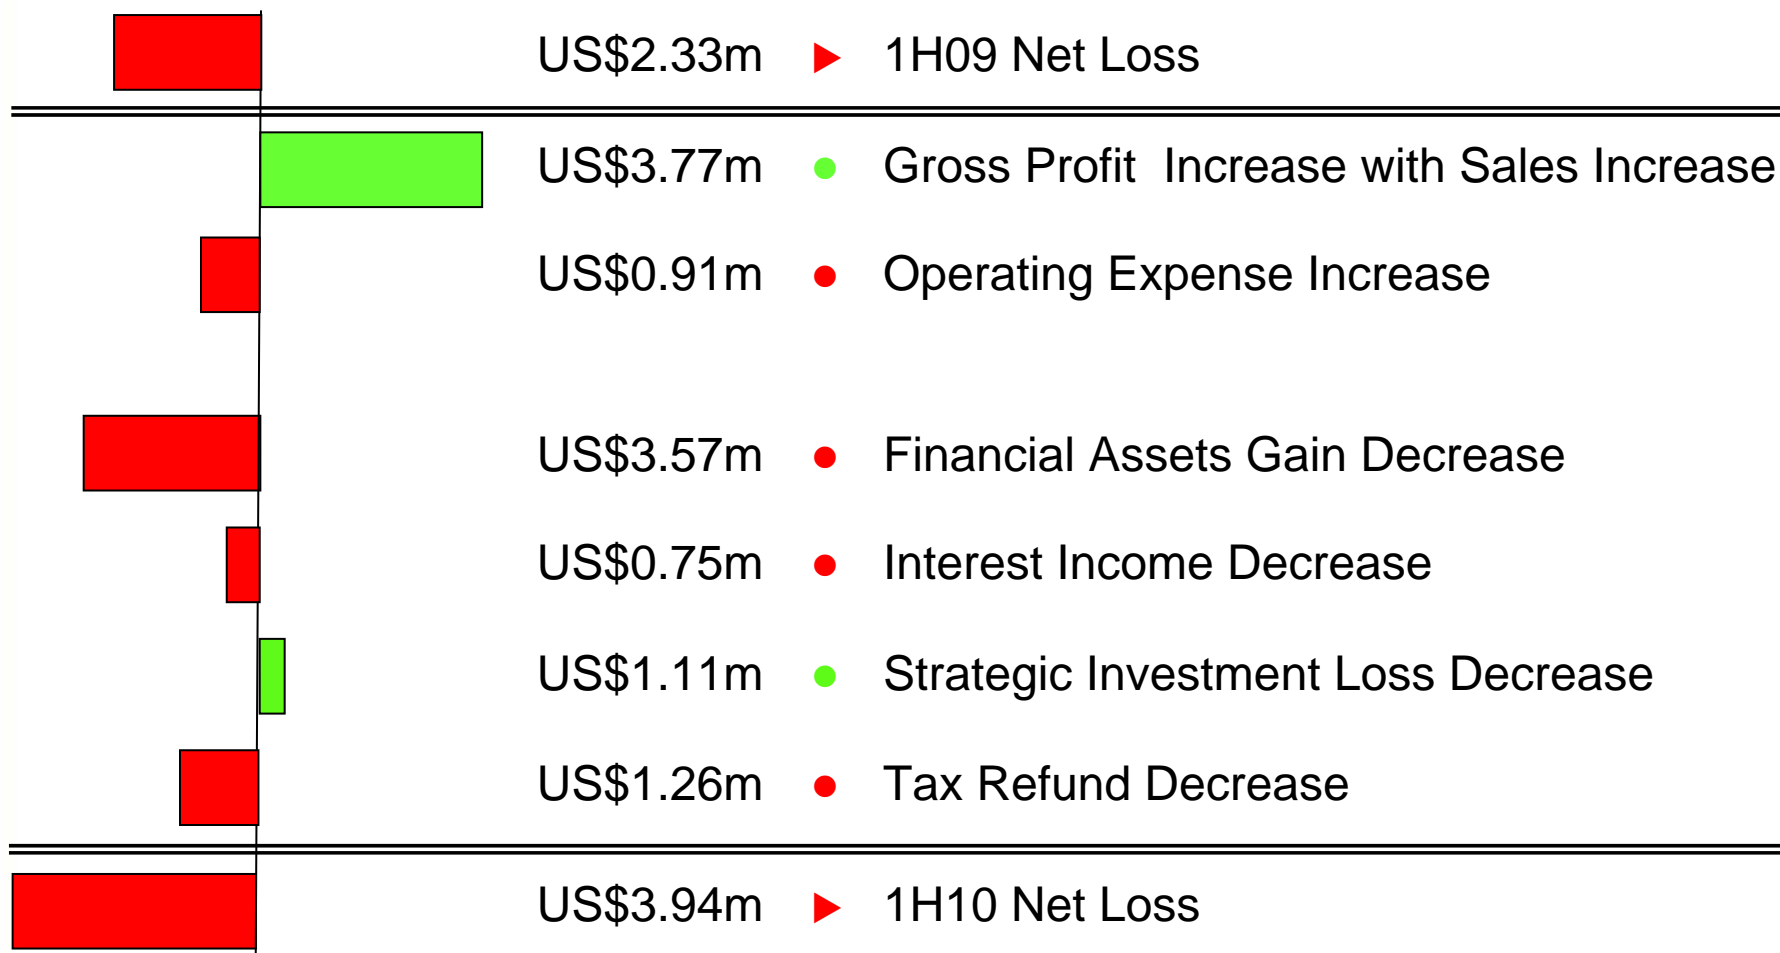 US$2.33m ▶ 1H09 Net Loss
US$3.77m ● Gross Profit  Increase with Sales Increase
US$0.91m ● Operating Expense Increase
US$3.57m ● Financial Assets Gain Decrease
US$0.75m ● Interest Income Decrease
US$1.11m ● Strategic Investment Loss Decrease
US$1.26m ● Tax Refund Decrease
US$3.94m ▶ 1H10 Net Loss